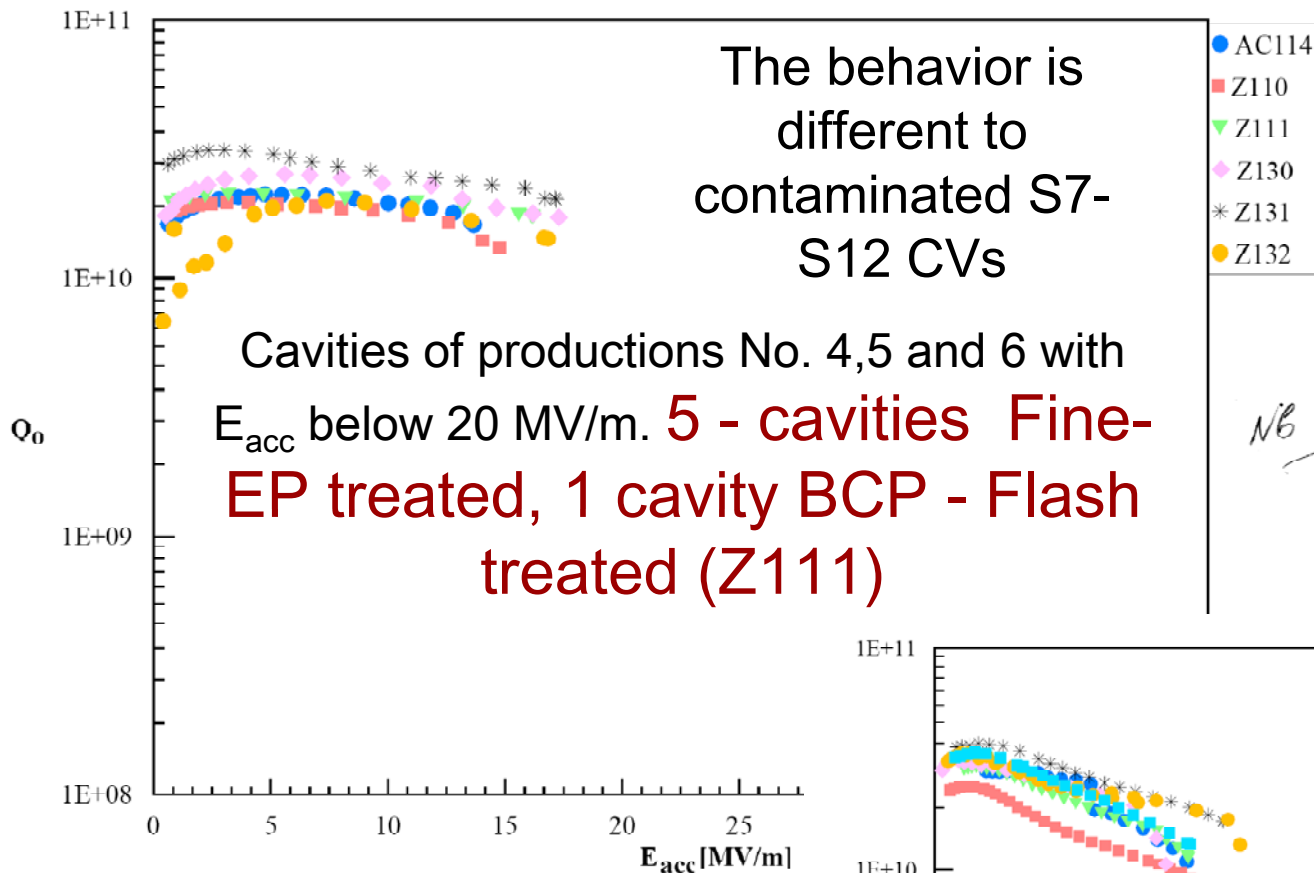 1E+11
AC114
Z110
Z111
Z130
Z131
Z132
The behavior is
different to
contaminated S7-
S12 CVs
1E+10
Cavities of productions No. 4,5 and 6 with
Eacc below 20 MV/m. 5 - cavities Fine-
EP treated, 1 cavity BCP - Flash
treated (Z111)
Q0
Nb
1E+09
1E+08
0 5 10 15 20 25
Eacc[MV/m]
1E+11
1E+10